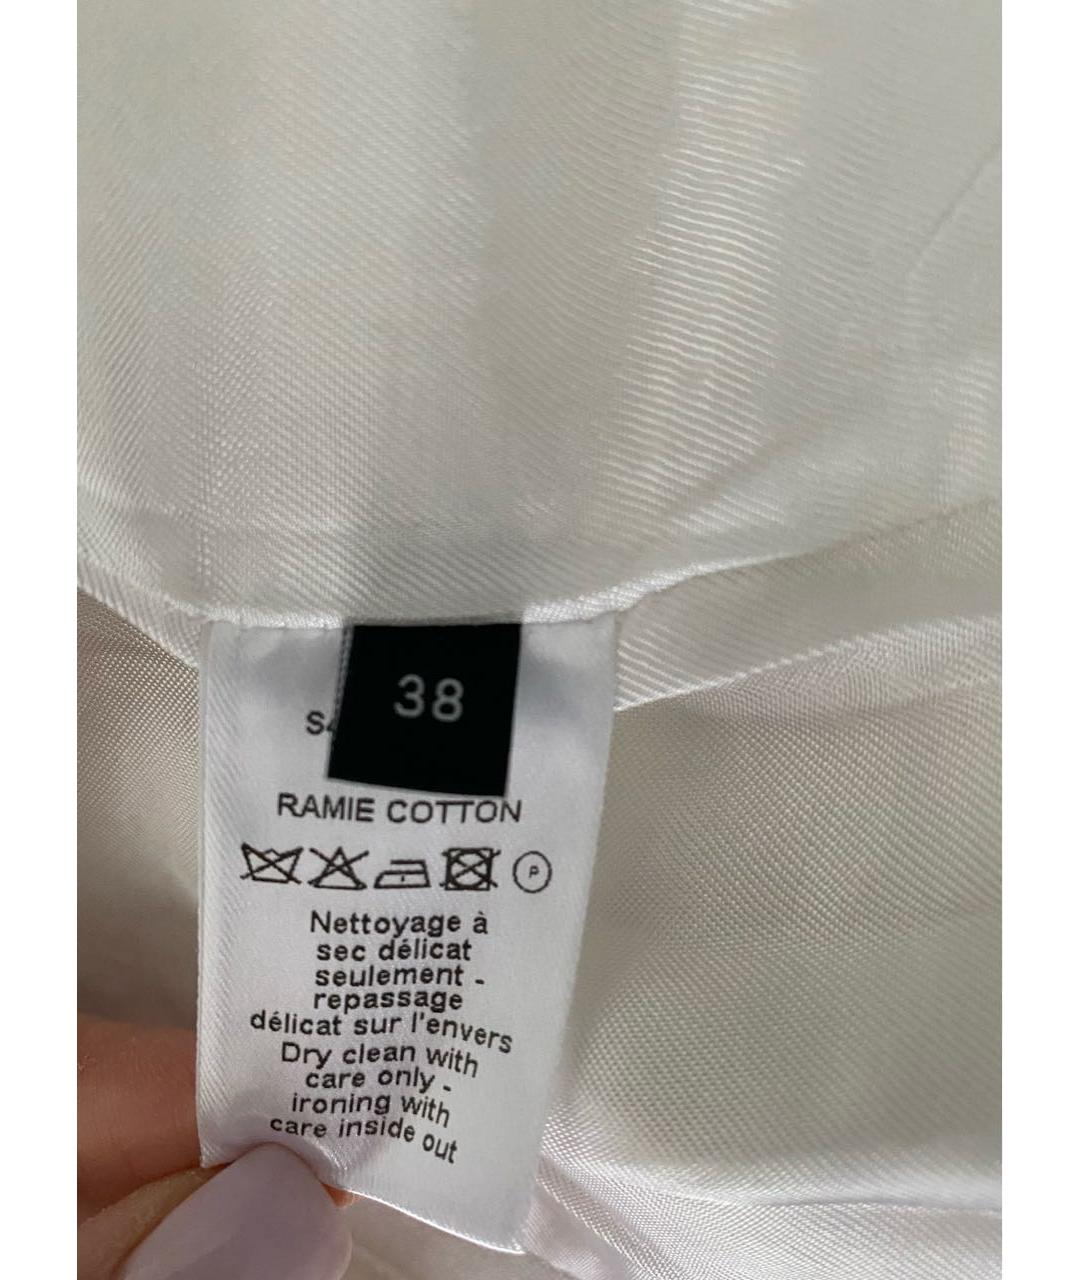 38
RAMIE COTTON
P
Nettoyage à
sec délicat
seulement -
repassage
délicat sur l'envers
Dry clean with
care only -
ironing with
care inside out